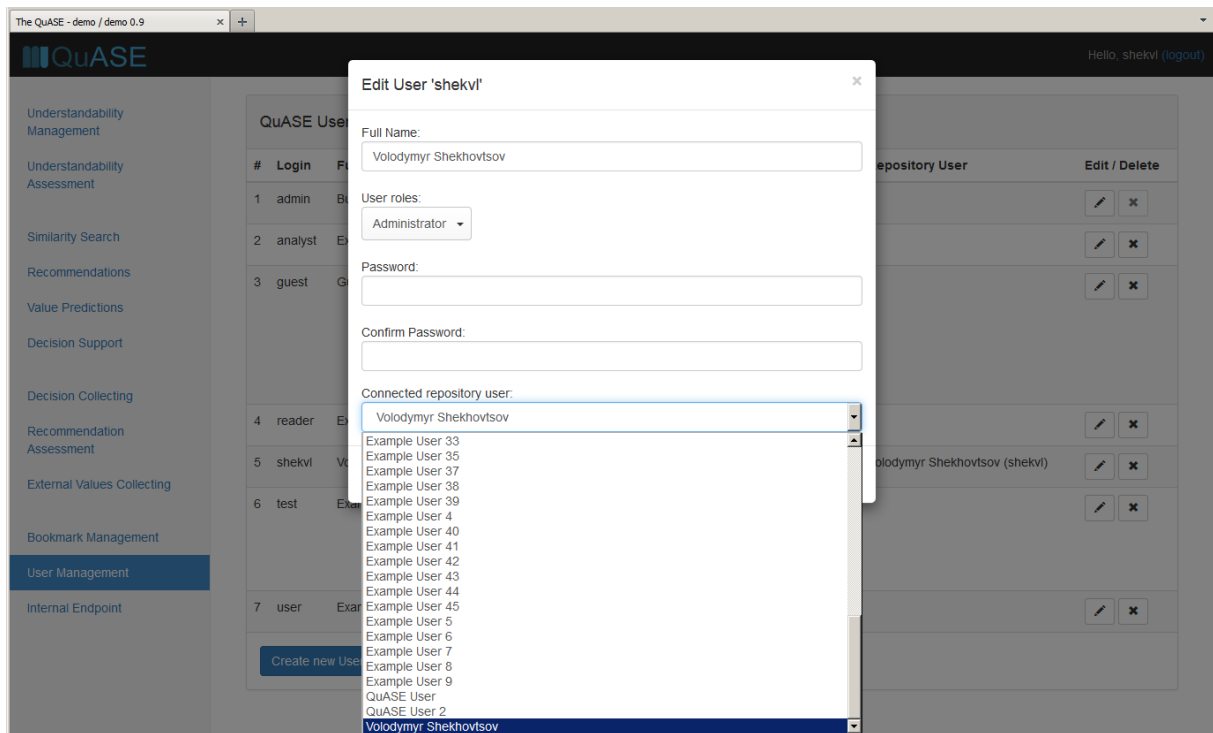 The QuASE - demo / demo 0.9
QuASE
Hello, shekvl (logout)
Understandability
Management
Understandability
Assessment
Similarity Search
Recommendations
Value Predictions
Decision Support
Decision Collecting
Recommendation
Assessment
External Values Collecting
Bookmark Management
User Management
Internal Endpoint
QuASE User
# Login epository User Edit / Delete
1 admin
2 analyst
3 guest
4 reader
5 shekvl olodymyr Shekhovtsov (shekvl)
6 test
7 user
Create new Use
Edit User 'shekvl'
Full Name:
Volodymyr Shekhovtsov
User roles:
Administrator
Password:
Confirm Password:
Connected repository user:
Volodymyr Shekhovtsov
Example User 33
Example User 35
Example User 37
Example User 38
Example User 39
Example User 4
Example User 40
Example User 41
Example User 42
Example User 43
Example User 44
Example User 45
Example User 5
Example User 6
Example User 7
Example User 8
Example User 9
QuASE User
QuASE User 2
Volodymyr Shekhovtsov